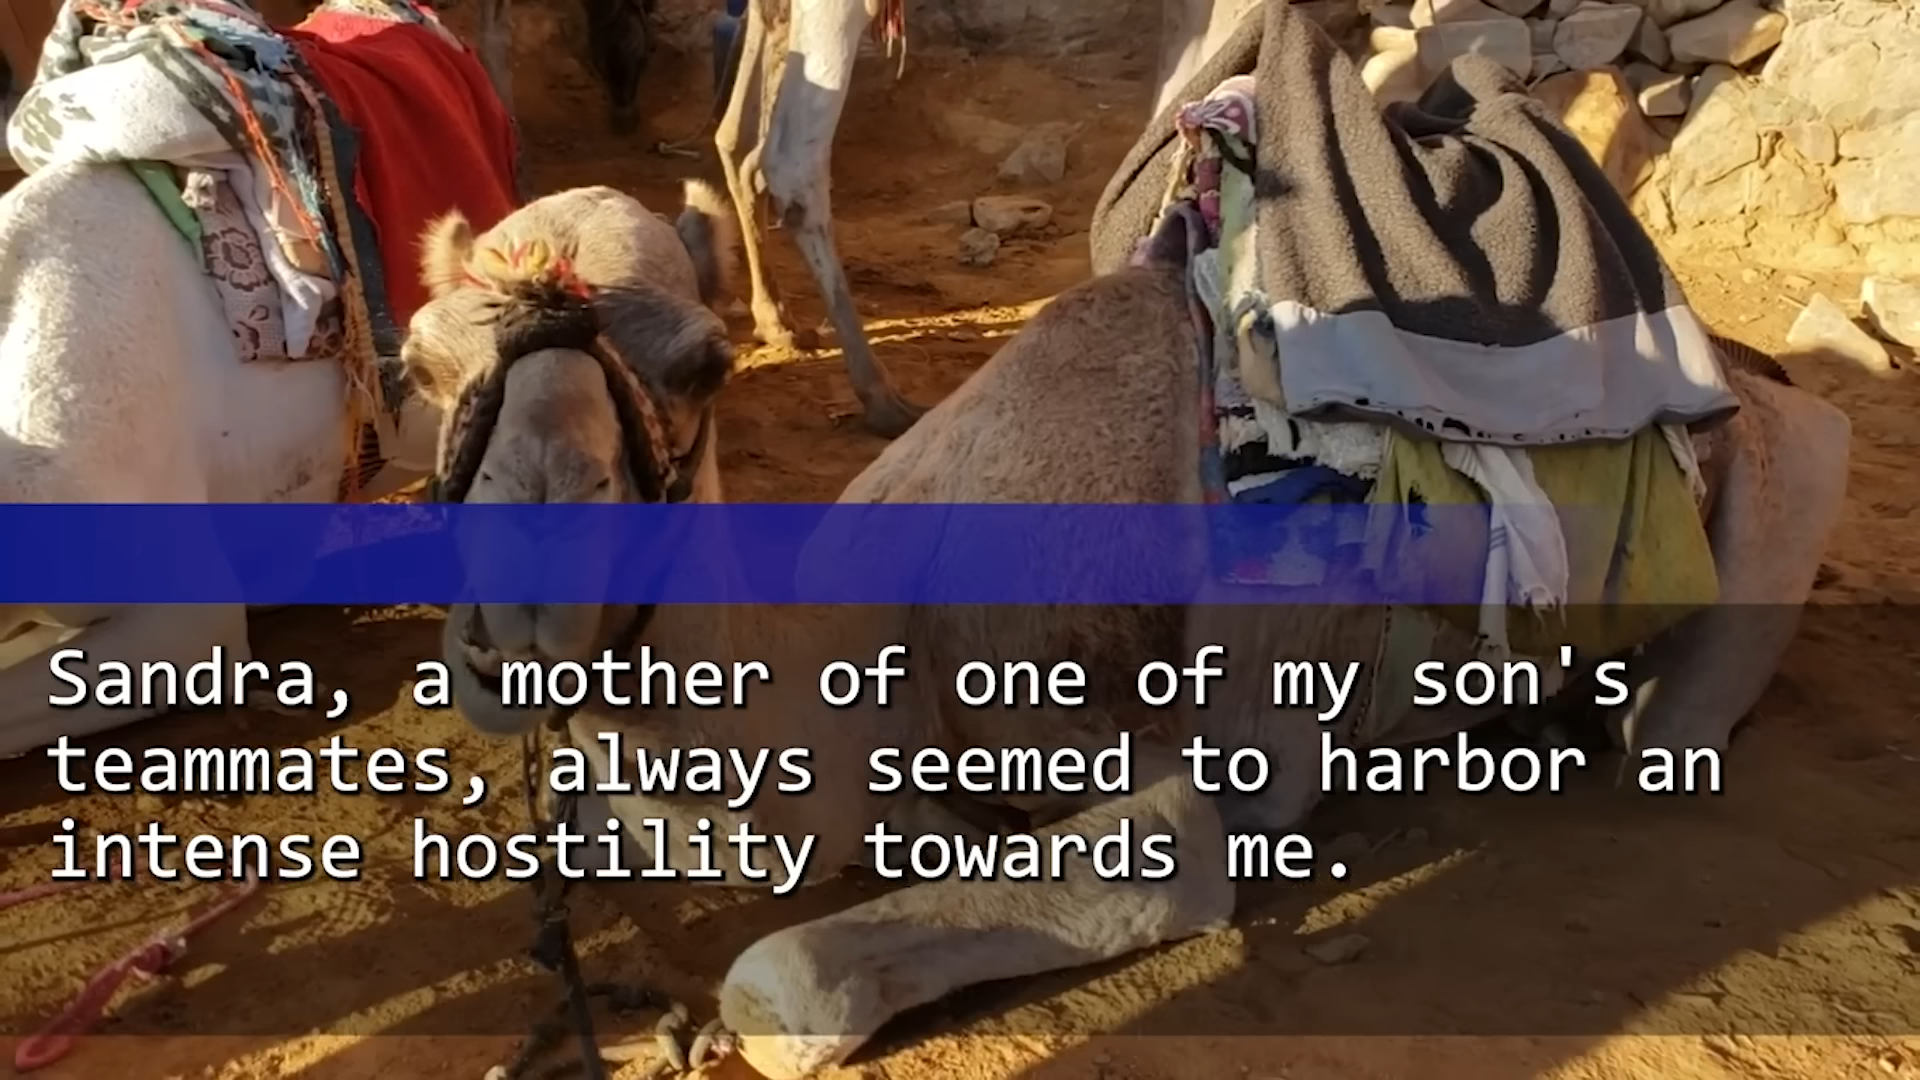 Sandra, a mother of one of my son's
teammates, always seemed to harbor an
intense hostility towards me.